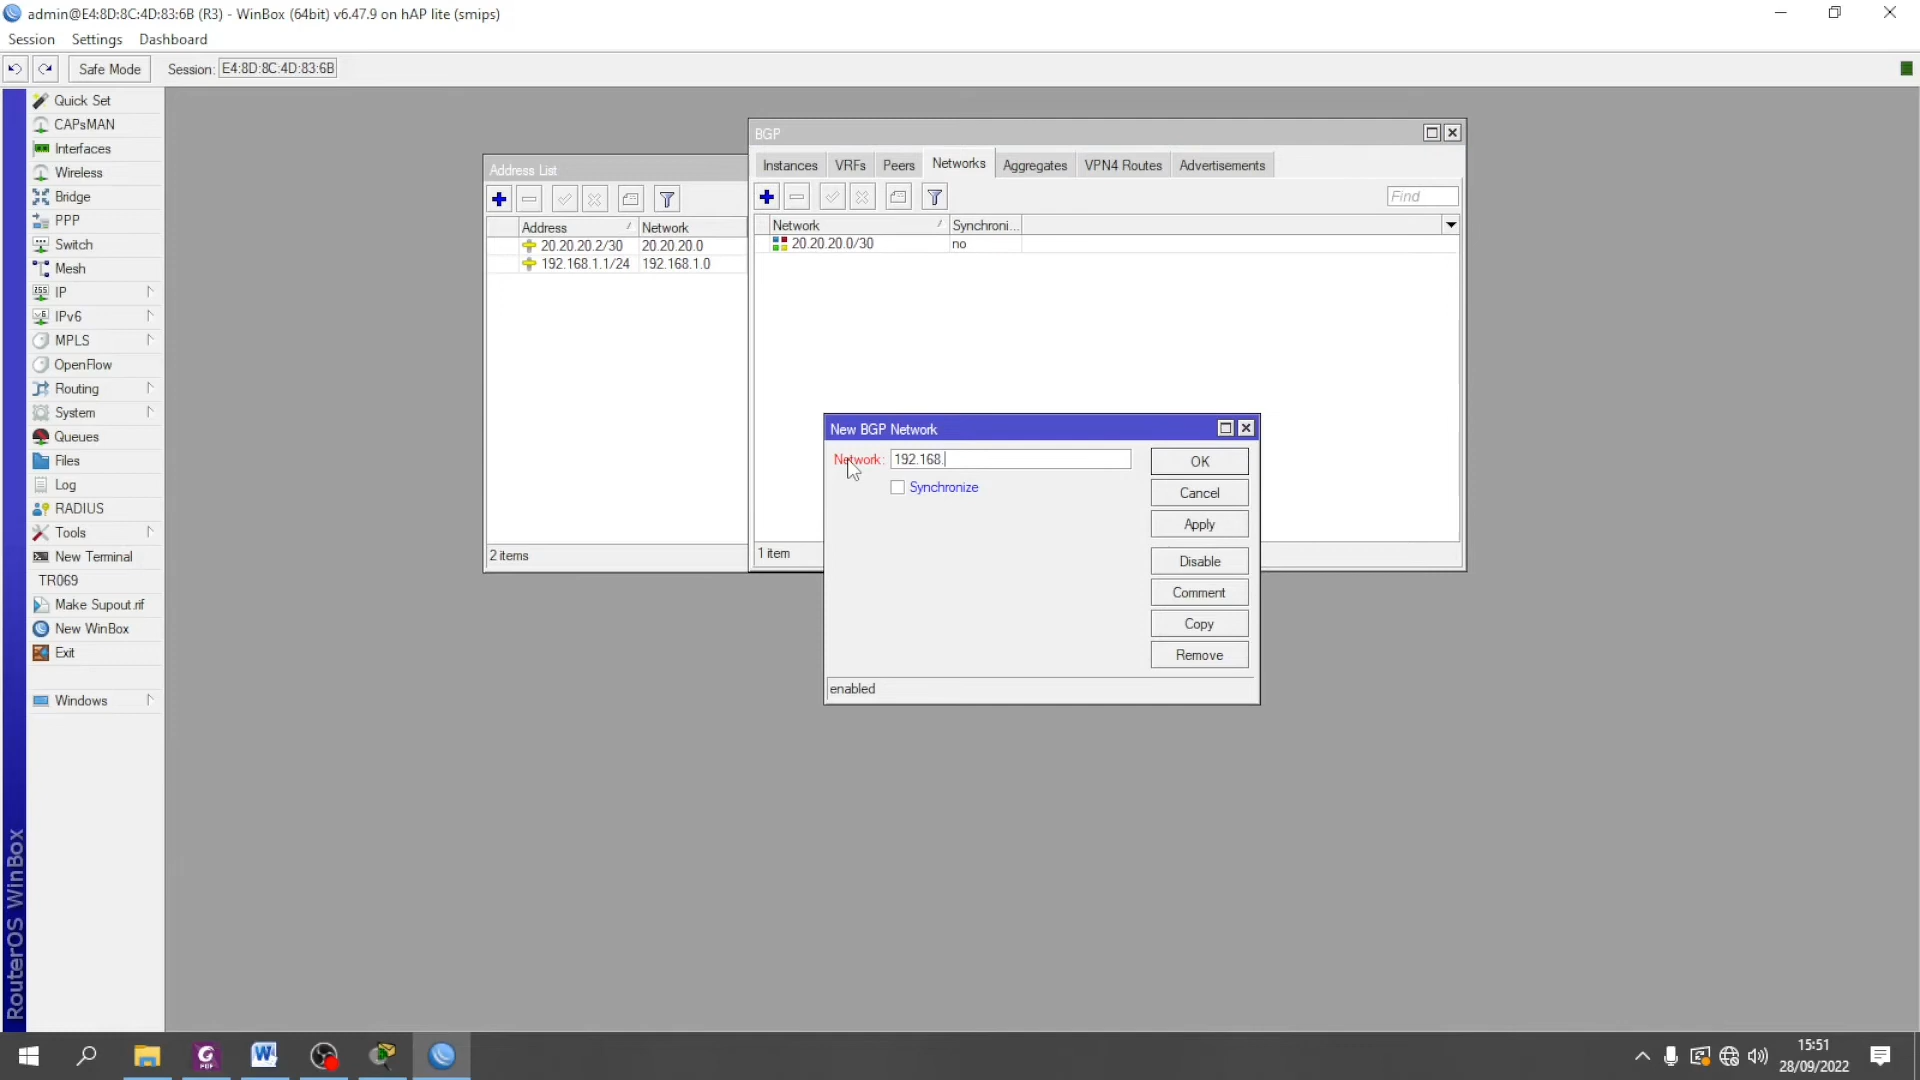 admin@E4:8D:8C:4D:83:6B (R3) - WinBox (64bit) v6.47.9 on hAP lite (smips)
Session Settings Dashboard
Safe Mode Session: E4:8D:8C:4D:83:6B
Quick Set
CAPsMAN
Interfaces
Wireless
Bridge
PPP
Switch
Mesh
IP
IPv6
MPLS
OpenFlow
Routing
System
Queues
Files
Log
RADIUS
Tools
New Terminal
TR069
Make Supout.rif
New WinBox
Exit
Windows
RouterOS WinBox
Address List
Address Network
20.20.20.2/30 20.20.20.0
192.168.1.1/24 192.168.1.0
2 items
BGP
Instances VRFs Peers Networks Aggregates VPN4 Routes Advertisements
Find
Network Synchroni...
20.20.20.0/30 no
1 item
New BGP Network
Network: 192.168.
Synchronize
OK
Cancel
Apply
Disable
Comment
Copy
Remove
enabled
15:51
28/09/2022